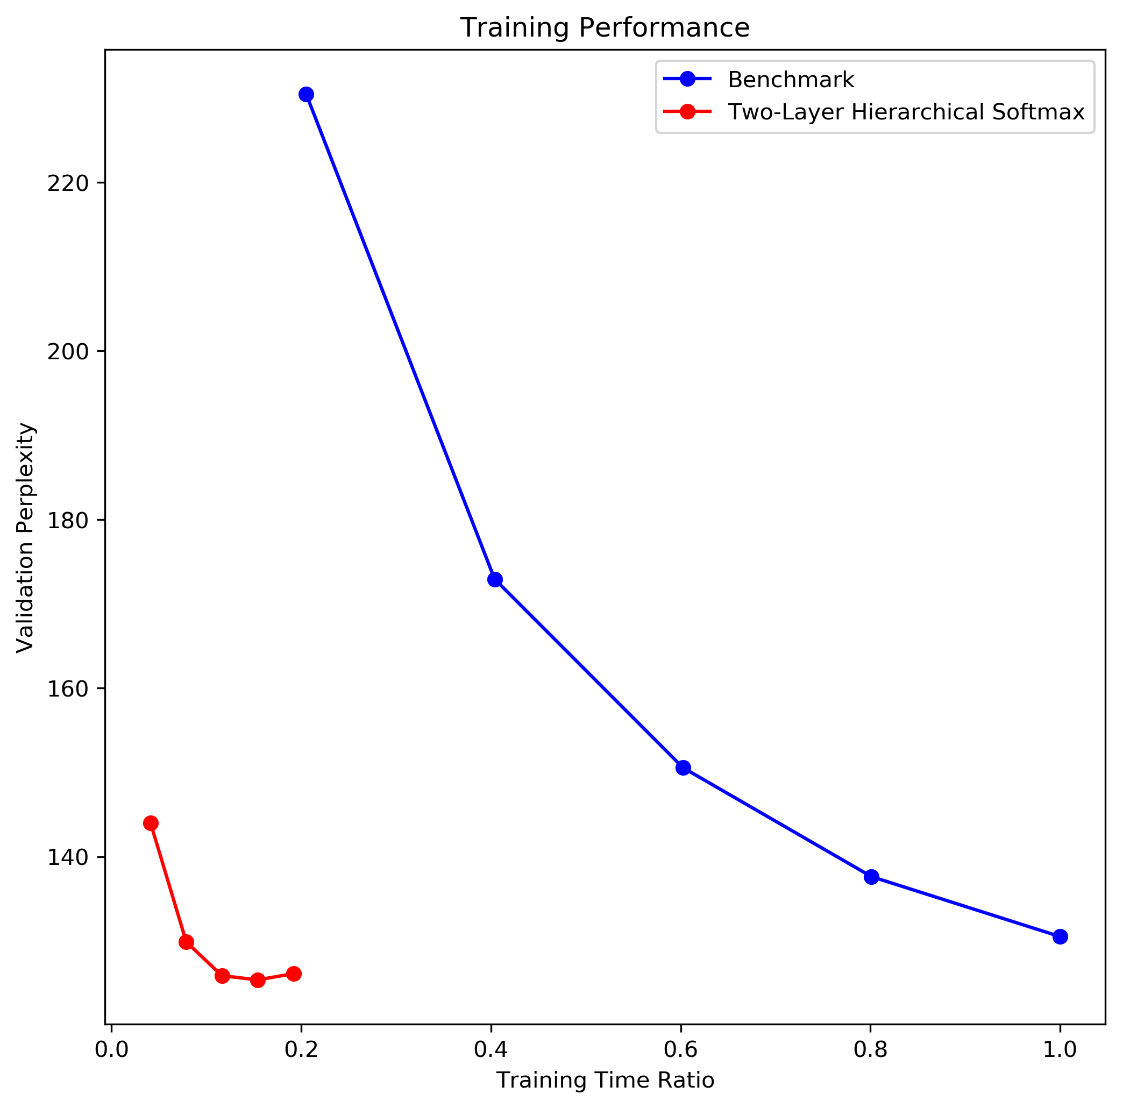 Training Performance
Benchmark
Two-Layer Hierarchical Softmax
Validation Perplexity
220
200
180
160
140
0.0 0.2 0.4 0.6 0.8 1.0
Training Time Ratio